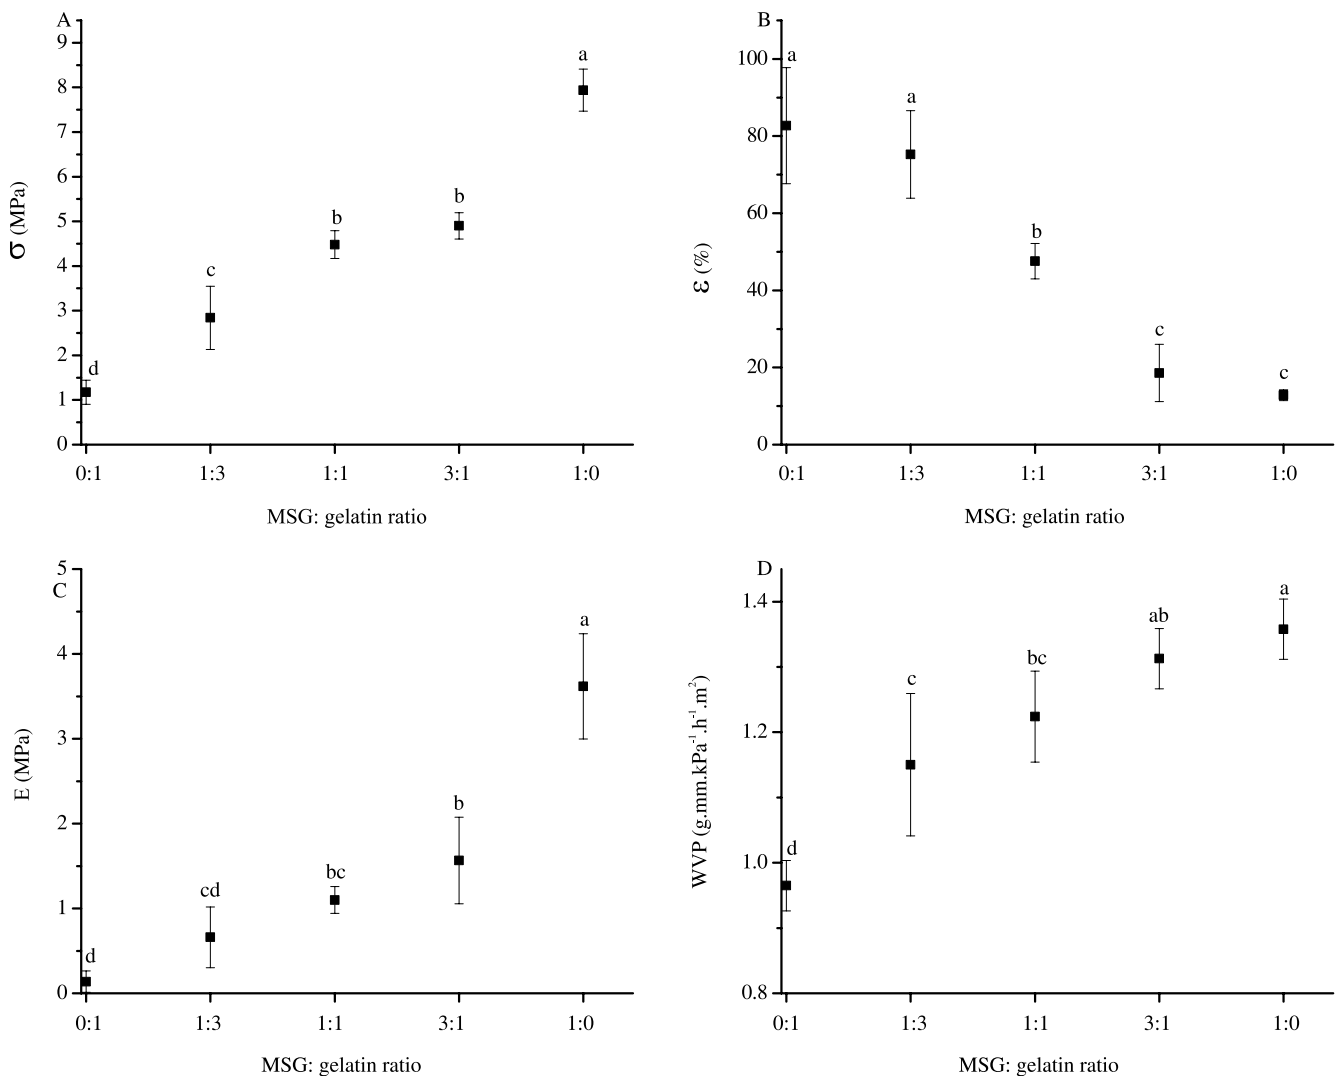 A
9
8
7
6
5
4
3
2
1
0
σ (MPa)
d
c
b
b
a
0:1 1:3 1:1 3:1 1:0
MSG: gelatin ratio
B
100
80
60
40
20
0
ε (%)
a
a
b
c
c
0:1 1:3 1:1 3:1 1:0
MSG: gelatin ratio
5
C
4
3
2
1
0
E (MPa)
d
cd
bc
b
a
0:1 1:3 1:1 3:1 1:0
MSG: gelatin ratio
D
1.4
1.2
1.0
0.8
WVP (g.mm.kPa⁻¹.h⁻¹.m²)
d
c
bc
ab
a
0:1 1:3 1:1 3:1 1:0
MSG: gelatin ratio